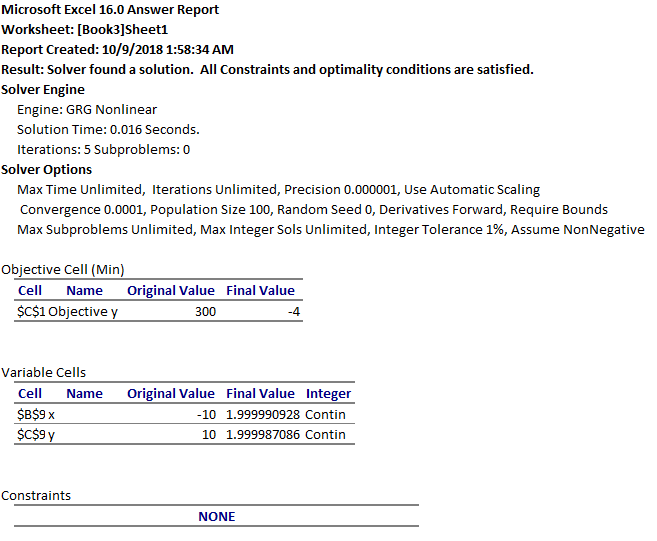 Microsoft Excel 16.0 Answer Report
Worksheet: [Book3]Sheet1
Report Created: 10/9/2018 1:58:34 AM
Result: Solver found a solution.  All Constraints and optimality conditions are satisfied.
Solver Engine
Engine: GRG Nonlinear
Solution Time: 0.016 Seconds.
Iterations: 5 Subproblems: 0
Solver Options
Max Time Unlimited,  Iterations Unlimited, Precision 0.000001, Use Automatic Scaling
Convergence 0.0001, Population Size 100, Random Seed 0, Derivatives Forward, Require Bounds
Max Subproblems Unlimited, Max Integer Sols Unlimited, Integer Tolerance 1%, Assume NonNegative
Objective Cell (Min)
Cell Name Original Value Final Value
$C$1 Objective y 300 -4
Variable Cells
Cell Name Original Value Final Value Integer
$B$9 x -10 1.999990928 Contin
$C$9 y 10 1.999987086 Contin
Constraints
NONE